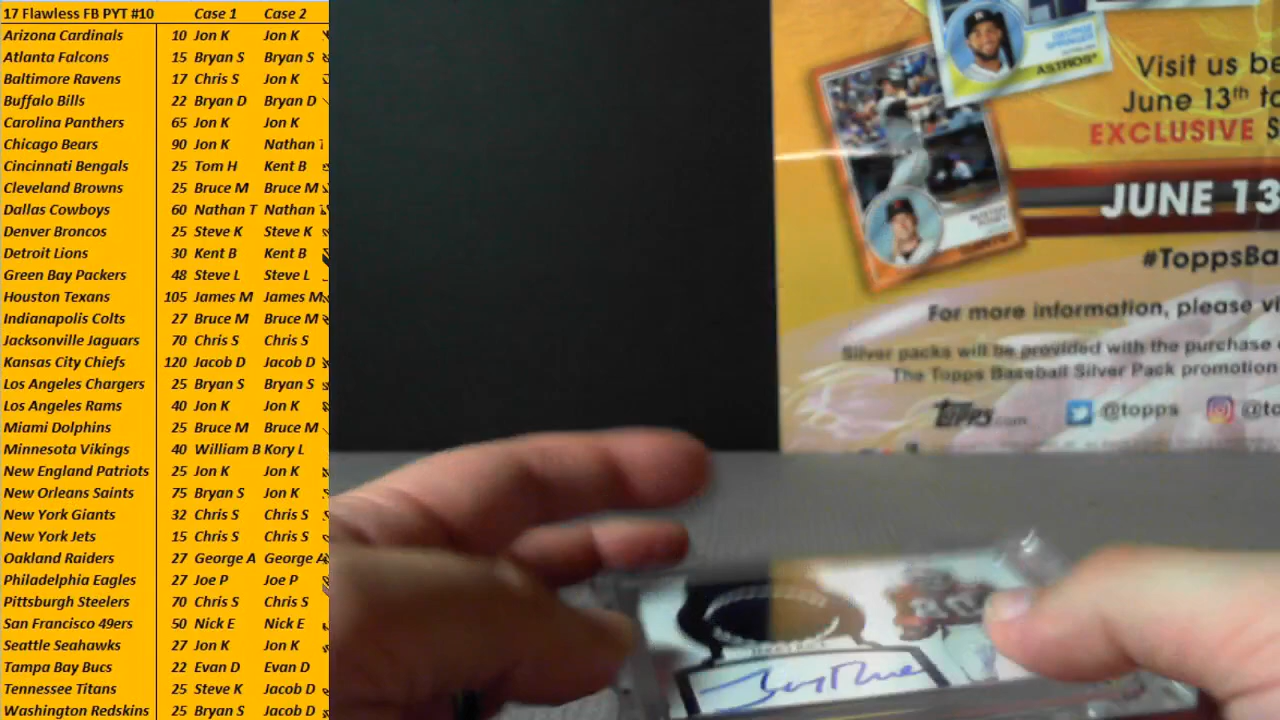 17 Flawless FB PYT #10 Case 1 Case 2
Arizona Cardinals 10 Jon K Jon K
Atlanta Falcons 15 Bryan S Bryan S
Baltimore Ravens 17 Chris S Jon K
Buffalo Bills 22 Bryan D Bryan D
Carolina Panthers 65 Jon K Jon K
Chicago Bears 90 Jon K Nathan
Cincinnati Bengals 25 Tom H Kent B
Cleveland Browns 25 Bruce M Bruce M
Dallas Cowboys 60 Nathan T Nathan
Denver Broncos 25 Steve K Steve K
Detroit Lions 30 Kent B Kent B
Green Bay Packers 48 Steve L Steve L
Houston Texans 105 James M James M
Indianapolis Colts 27 Bruce M Bruce M
Jacksonville Jaguars 70 Chris S Chris S
Kansas City Chiefs 120 Jacob D Jacob D
Los Angeles Chargers 25 Bryan S Bryan S
Los Angeles Rams 40 Jon K Jon K
Miami Dolphins 25 Bruce M Bruce M
Minnesota Vikings 40 William B Kory L
New England Patriots 25 Jon K Jon K
New Orleans Saints 75 Bryan S Jon K
New York Giants 32 Chris S Chris S
New York Jets 15 Chris S Chris S
Oakland Raiders 27 George A George A
Philadelphia Eagles 27 Joe P Joe P
Pittsburgh Steelers 70 Chris S Chris S
San Francisco 49ers 50 Nick E Nick E
Seattle Seahawks 27 Jon K Jon K
Tampa Bay Bucs 22 Evan D Evan D
Tennessee Titans 25 Steve K Jacob D
Washington Redskins 25 Bryan S Jacob D
ASTROS
Visit us be
June 13th to
EXCLUSIVE S
JUNE 13
#ToppsBa
For more information, please vi
Silver packs will be provided with the purchase
The Topps Baseball Silver Pack promotion
Topps.com @topps @to
80